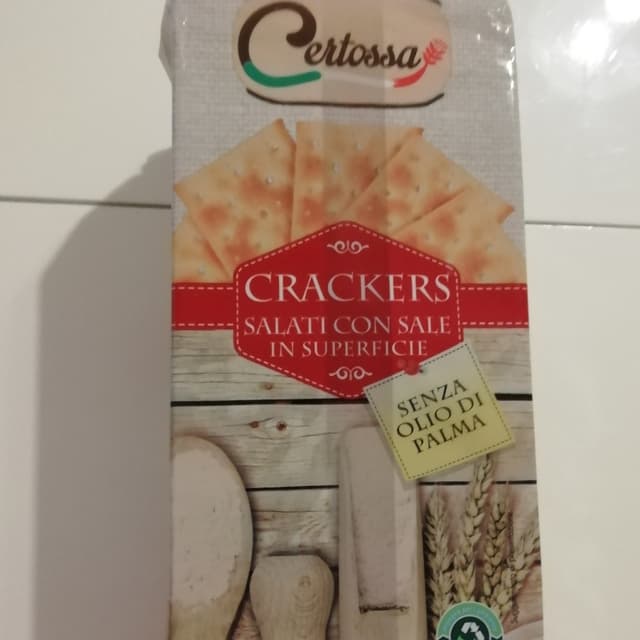 Certossa
CRACKERS
SALATI CON SALE
IN SUPERFICIE
SENZA
OLIO DI
PALMA